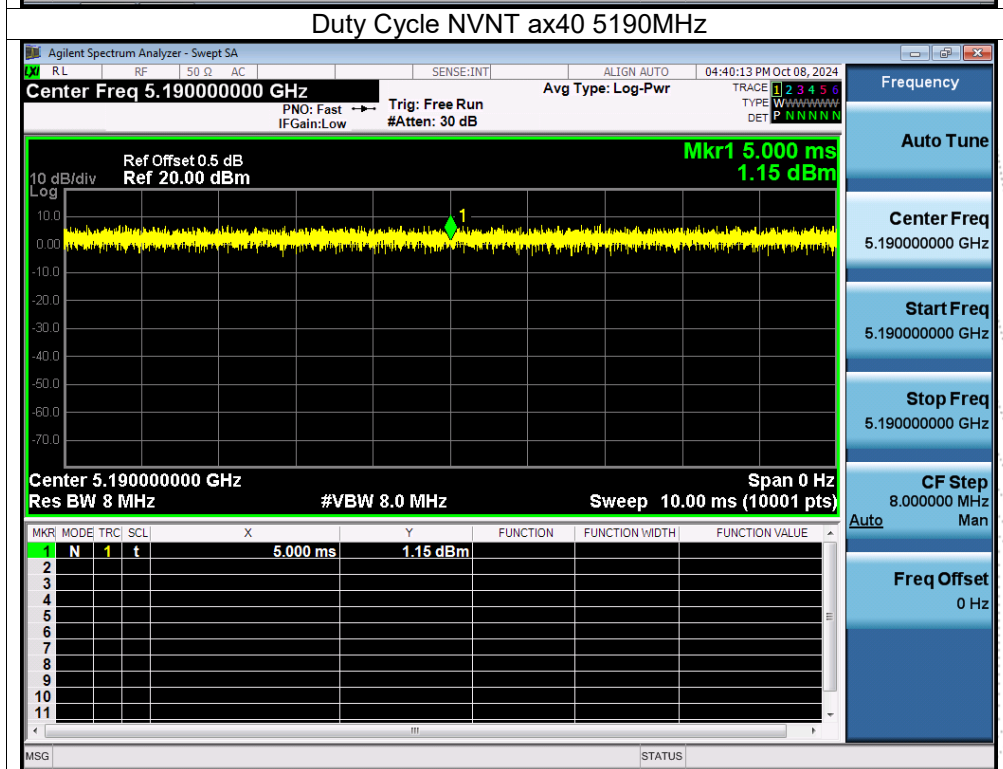 Duty Cycle NVNT ax40 5190MHz
Agilent Spectrum Analyzer - Swept SA
LXI RL RF 50 Ω AC SENSE:INT ALIGN AUTO 04:40:13 PM Oct 08, 2024
Center Freq 5.190000000 GHz
PNO: Fast
IFGain:Low
Trig: Free Run
#Atten: 30 dB
Avg Type: Log-Pwr
TRACE 1 2 3 4 5 6
TYPE WWWWWWW
DET P N N N N N
Mkr1 5.000 ms
1.15 dBm
Ref Offset 0.5 dB
10 dB/div Ref 20.00 dBm
Log
10.0
0.00
-10.0
-20.0
-30.0
-40.0
-50.0
-60.0
-70.0
1
Center 5.190000000 GHz Span 0 Hz
Res BW 8 MHz #VBW 8.0 MHz Sweep 10.00 ms (10001 pts)
MKR MODE TRC SCL X Y FUNCTION FUNCTION WIDTH FUNCTION VALUE
1 N 1 t 5.000 ms 1.15 dBm
2
3
4
5
6
7
8
9
10
11
MSG STATUS
Frequency
Auto Tune
Center Freq
5.190000000 GHz
Start Freq
5.190000000 GHz
Stop Freq
5.190000000 GHz
CF Step
8.000000 MHz
Auto Man
Freq Offset
0 Hz